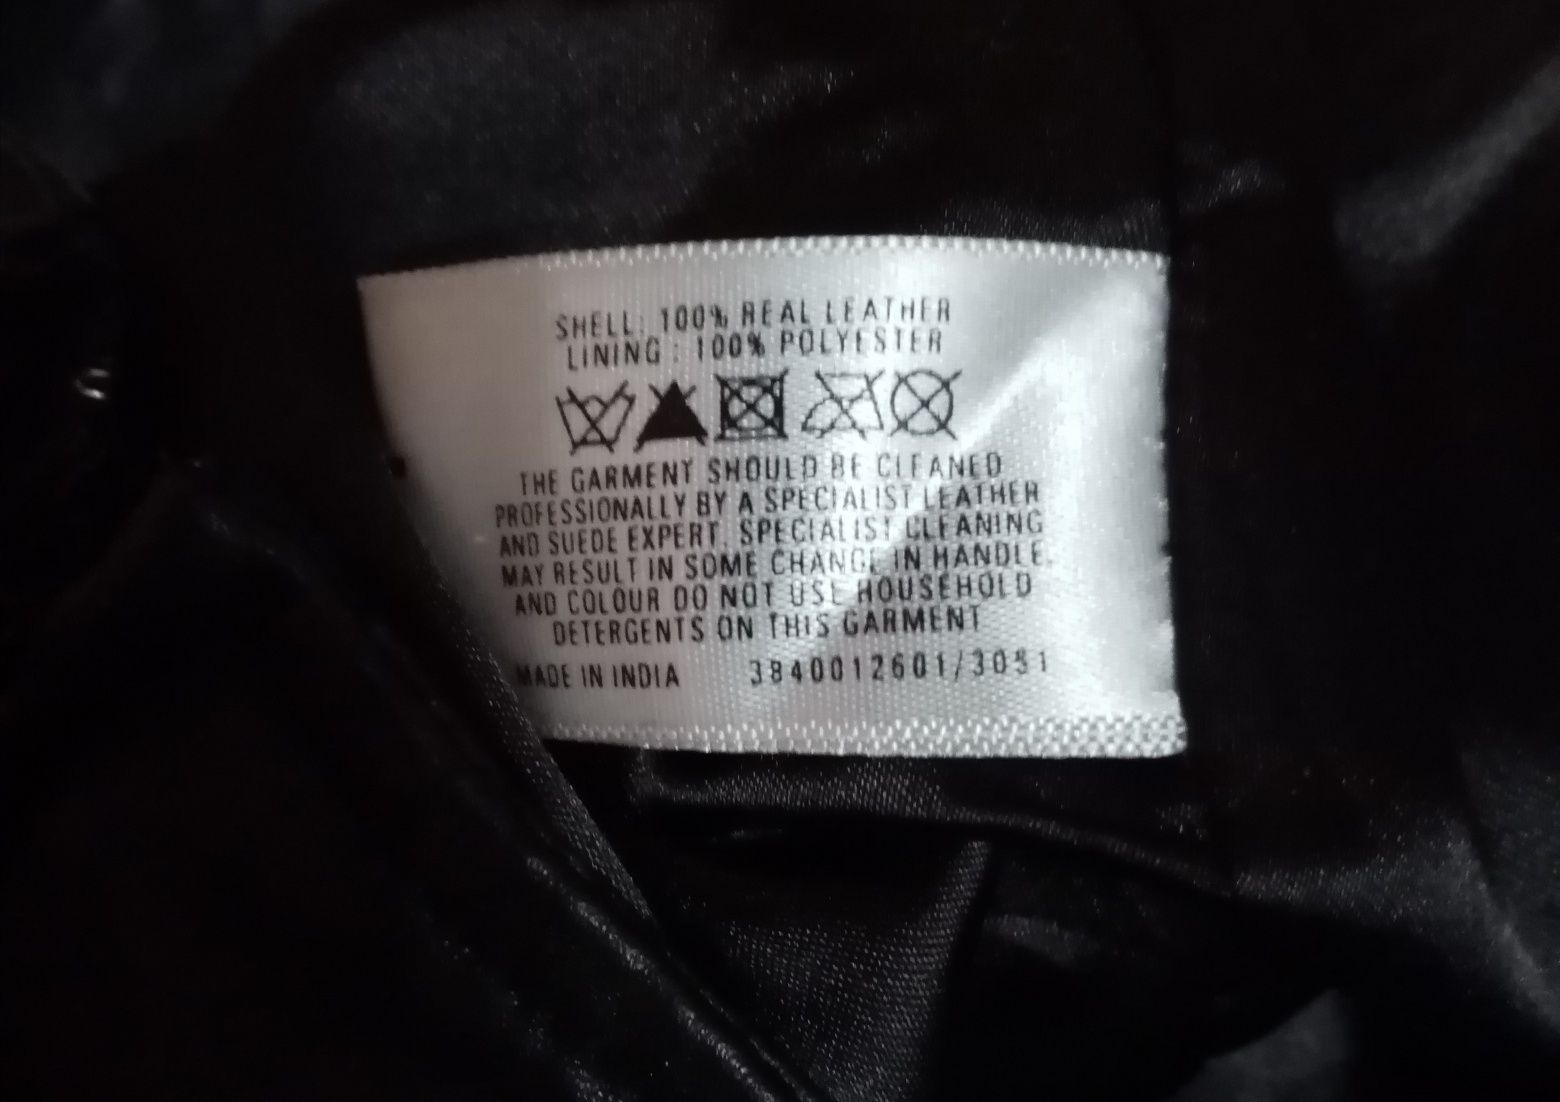 SHELL: 100% REAL LEATHER
LINING : 100% POLYESTER
THE GARMENT SHOULD BE CLEANED
PROFESSIONALLY BY A SPECIALIST LEATHER
AND SUEDE EXPERT. SPECIALIST CLEANING
MAY RESULT IN SOME CHANGE IN HANDLE.
AND COLOUR DO NOT USE HOUSEHOLD
DETERGENTS ON THIS GARMENT
MADE IN INDIA 3840012601/3081